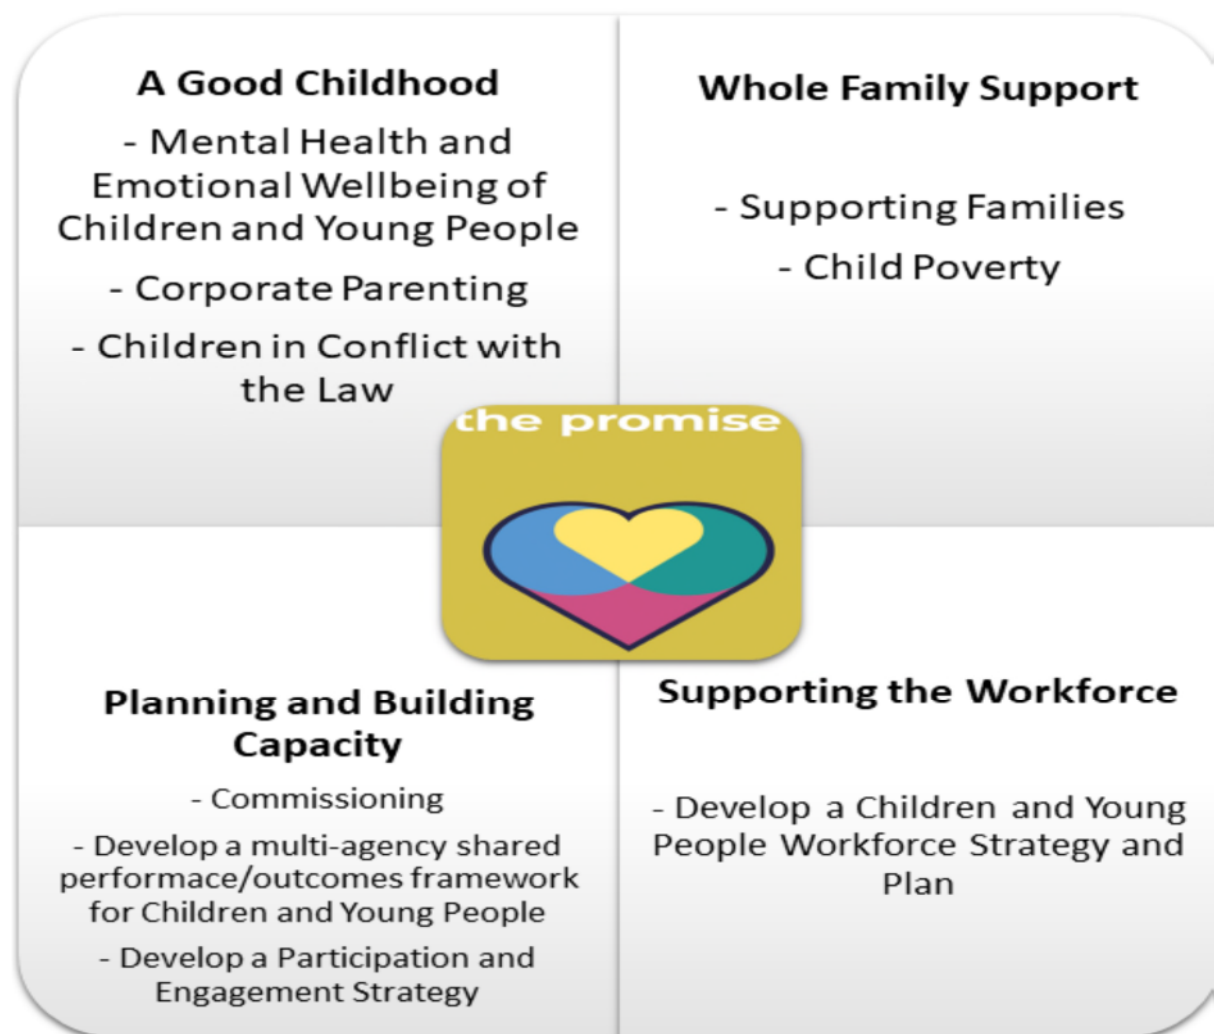 A Good Childhood
- Mental Health and
Emotional Wellbeing of
Children and Young People
- Corporate Parenting
- Children in Conflict with
the Law
Whole Family Support
- Supporting Families
- Child Poverty
the promise
Planning and Building
Capacity
- Commissioning
- Develop a multi-agency shared
performace/outcomes framework
for Children and Young People
- Develop a Participation and
Engagement Strategy
Supporting the Workforce
- Develop a Children and Young
People Workforce Strategy and
Plan